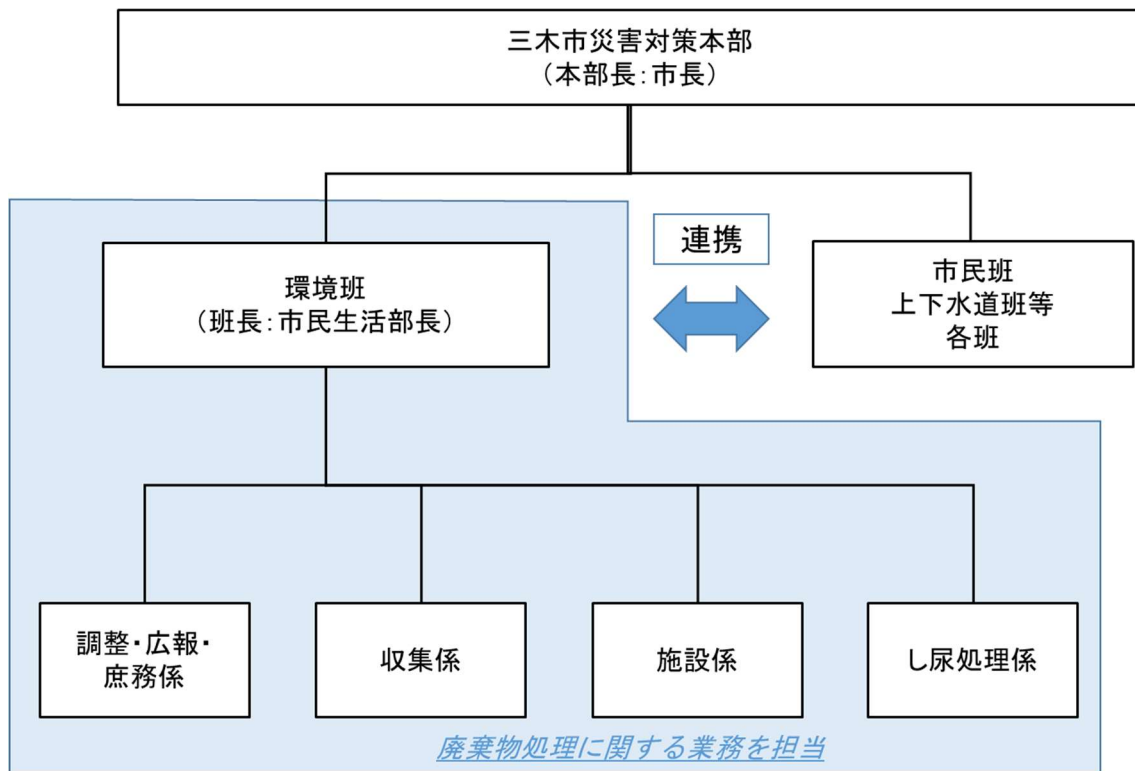 三木市災害対策本部
（本部長：市長）
連携
環境班
（班長：市民生活部長）
市民班
上下水道班等
各班
調整・広報・
庶務係
収集係
施設係
し尿処理係
廃棄物処理に関する業務を担当